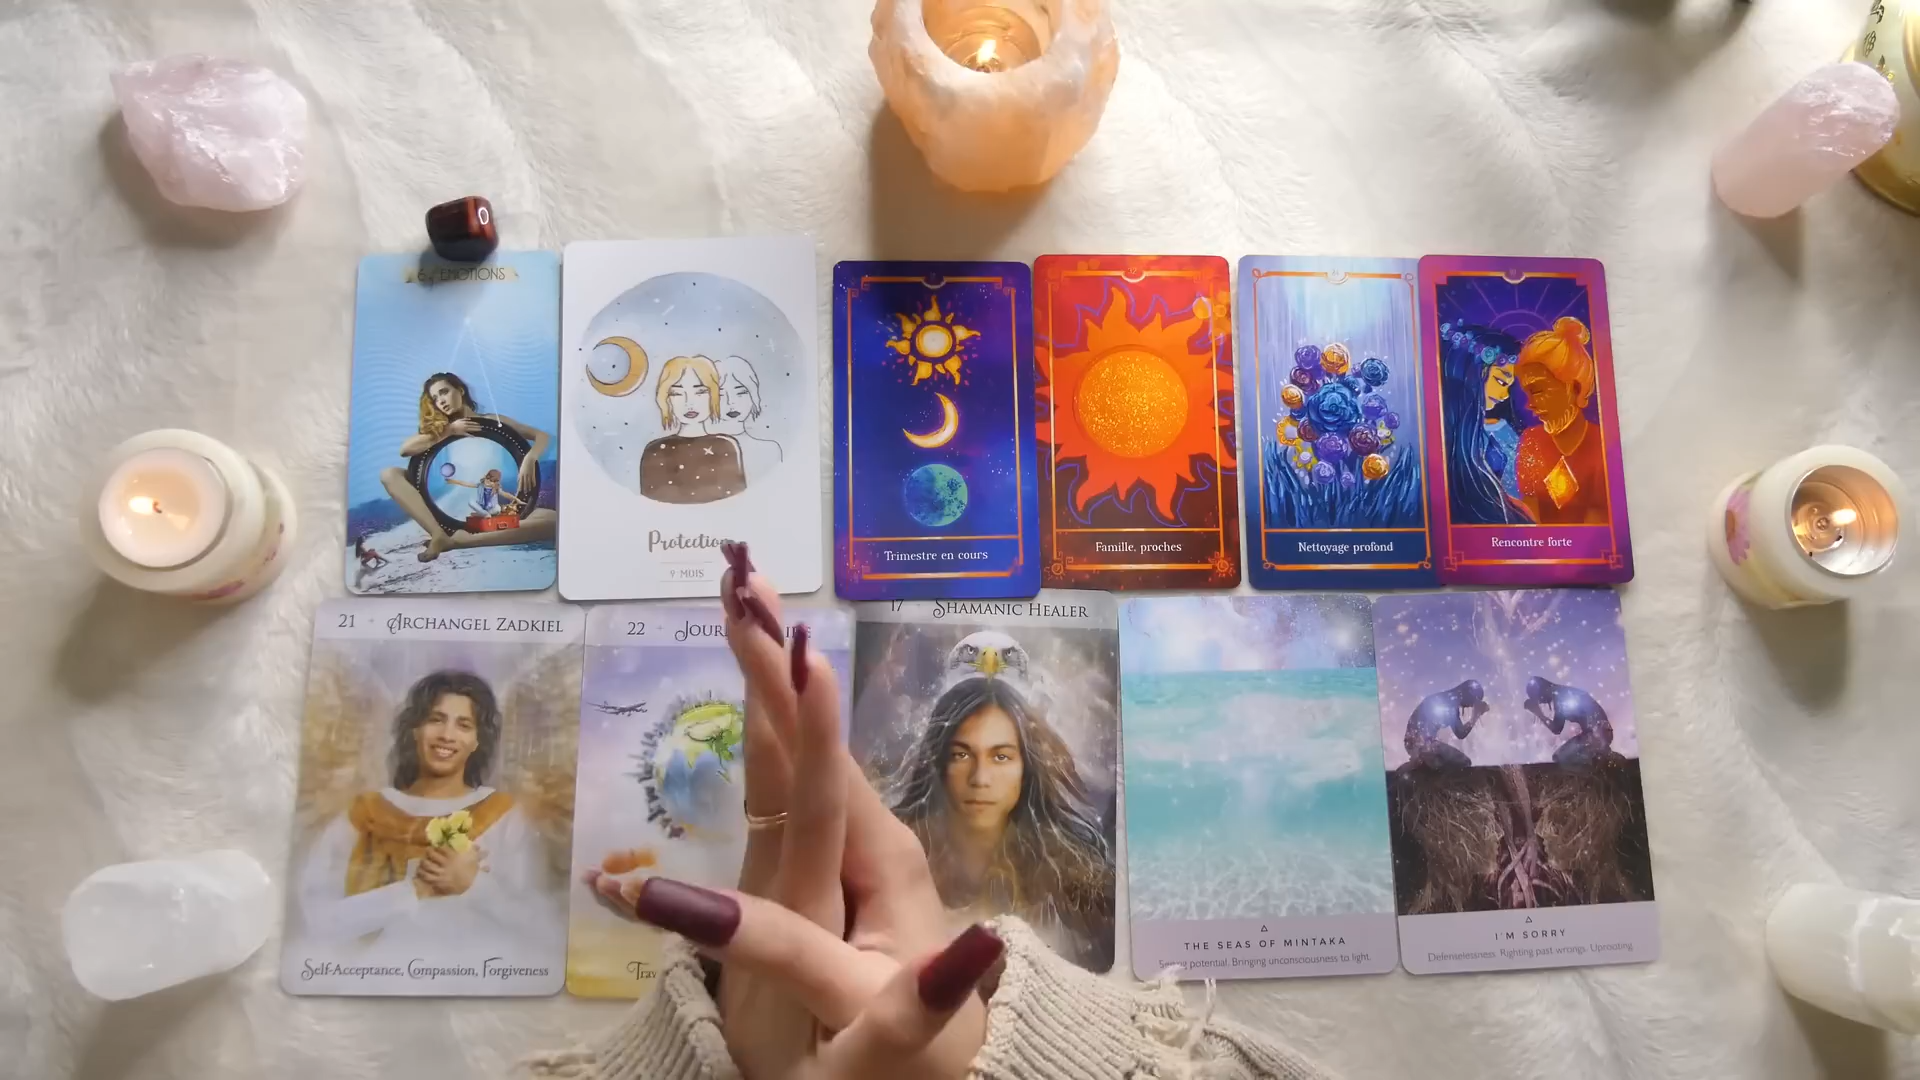 EMOTIONS
Protection
9 MOIS
Trimestre en cours
Famille, proches
Nettoyage profond
Rencontre forte
21 ARCHANGEL ZADKIEL
Self-Acceptance, Compassion, Forgiveness
22
17 SHAMANIC HEALER
THE SEAS OF MINTAKA
Seeing potential. Bringing unconsciousness to light.
I'M SORRY
Defenselessness. Righting past wrongs. Uprooting.